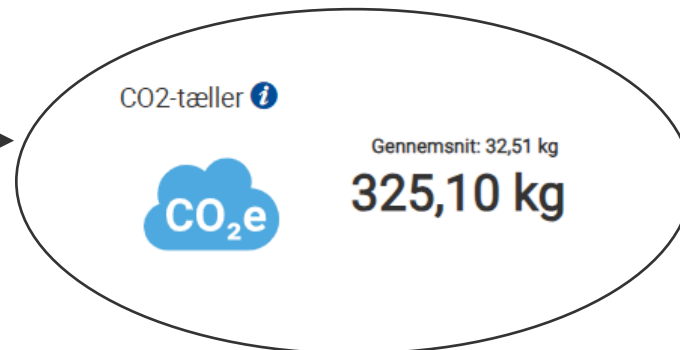 CO2-tæller i
Gennemsnit: 32,51 kg
325,10 kg
CO₂e